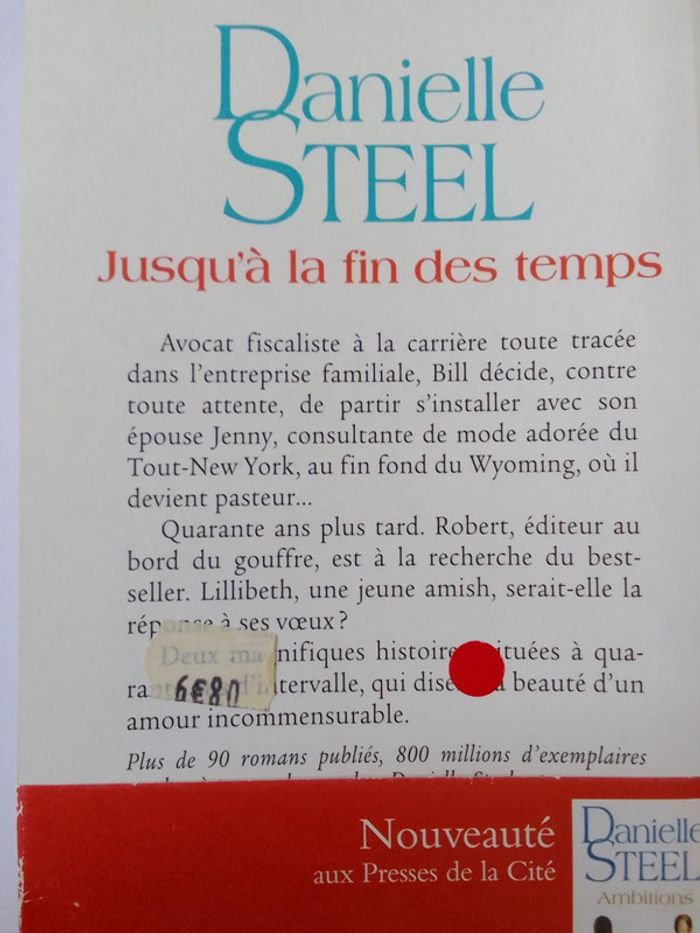 Danielle
STEEL
Jusqu'à la fin des temps
Avocat fiscaliste à la carrière toute tracée
dans l'entreprise familiale, Bill décide, contre
toute attente, de partir s'installer avec son
épouse Jenny, consultante de mode adorée du
Tout-New York, au fin fond du Wyoming, où il
devient pasteur...
Quarante ans plus tard. Robert, éditeur au
bord du gouffre, est à la recherche du best-
seller. Lillibeth, une jeune amish, serait-elle la
réponse à ses vœux ?
Deux magnifiques histoires situées à qua-
d'intervalle, qui beauté d'un
6€80
amour incommensurable.
Plus de 90 romans publiés, 800 millions d'exemplaires
Nouveauté
aux Presses de la Cité
Danielle
STEEL
Ambitions